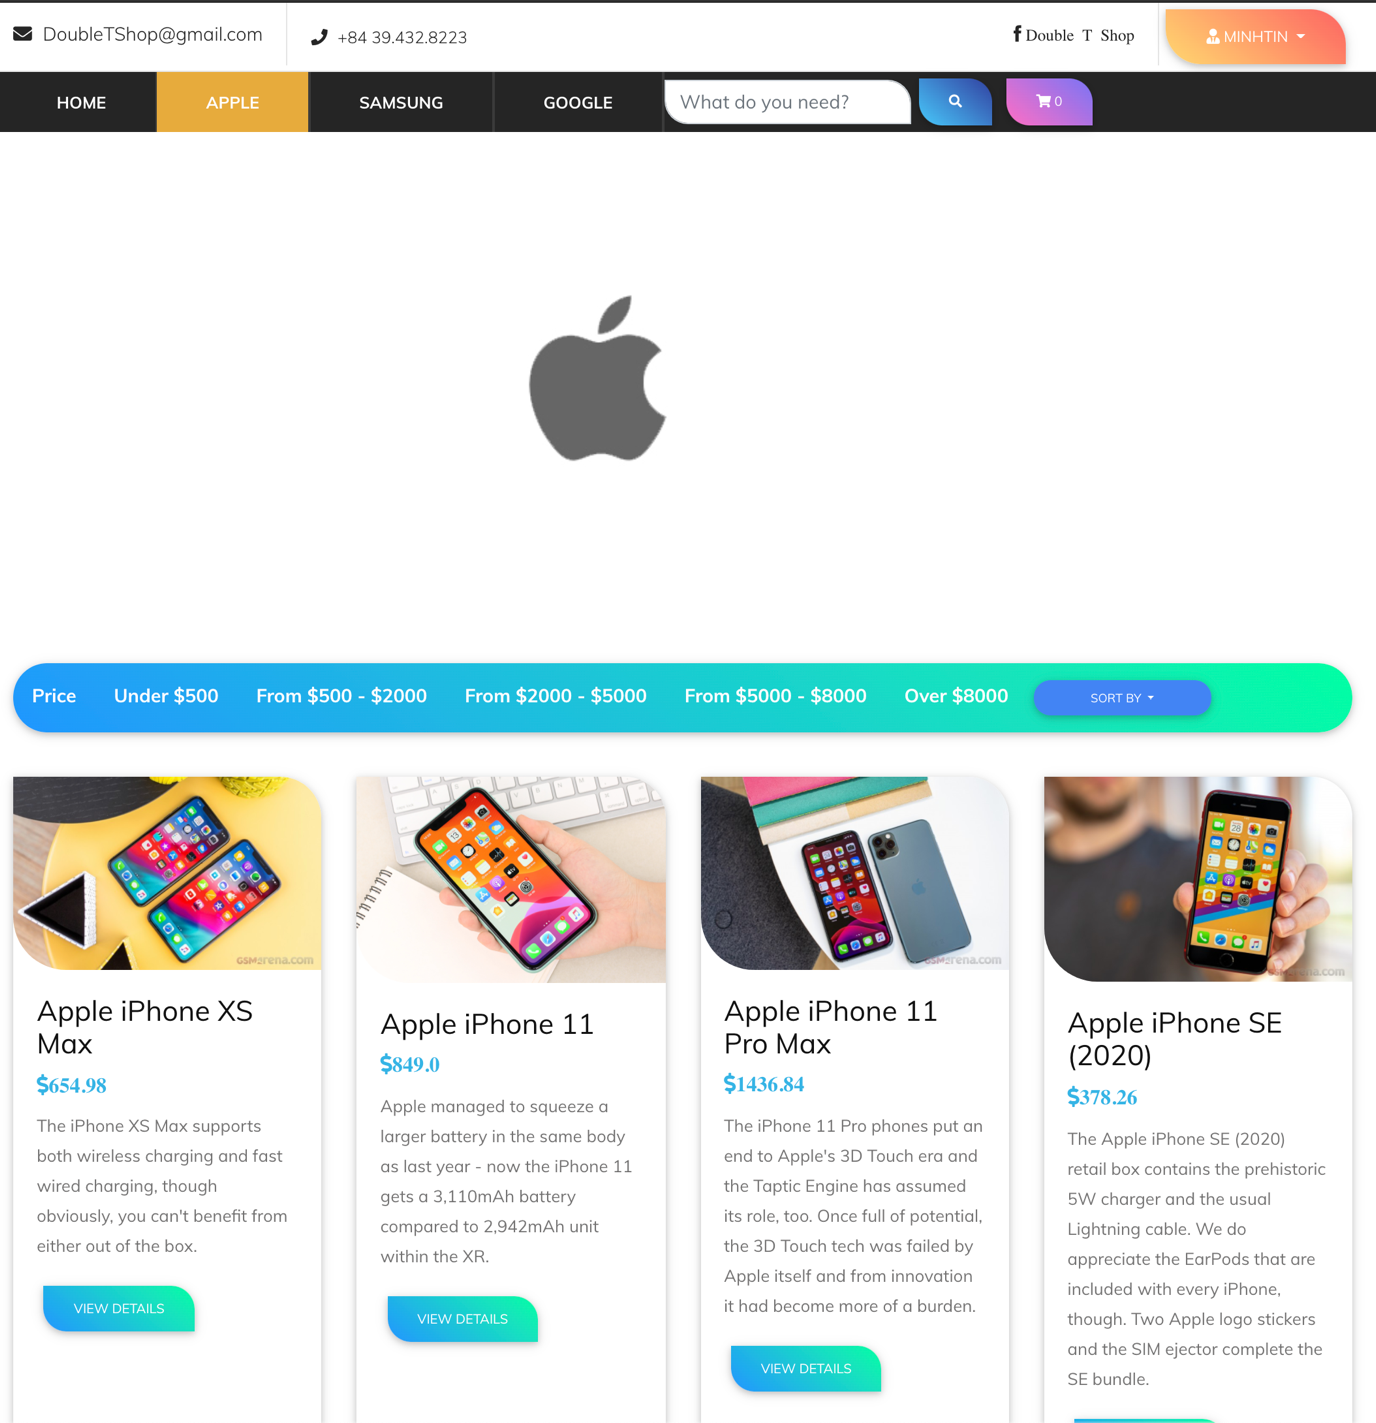 DoubleTShop@gmail.com
+84 39.432.8223
Double T Shop
MINHTIN
HOME
APPLE
SAMSUNG
GOOGLE
What do you need?
0
Price
Under $500
From $500 - $2000
From $2000 - $5000
From $5000 - $8000
Over $8000
SORT BY
GSMarena.com
GSMarena.com
GSMarena.com
Apple iPhone XS
Max
$654.98
The iPhone XS Max supports
both wireless charging and fast
wired charging, though
obviously, you can't benefit from
either out of the box.
VIEW DETAILS
Apple iPhone 11
$849.0
Apple managed to squeeze a
larger battery in the same body
as last year - now the iPhone 11
gets a 3,110mAh battery
compared to 2,942mAh unit
within the XR.
VIEW DETAILS
Apple iPhone 11
Pro Max
$1436.84
The iPhone 11 Pro phones put an
end to Apple's 3D Touch era and
the Taptic Engine has assumed
its role, too. Once full of potential,
the 3D Touch tech was failed by
Apple itself and from innovation
it had become more of a burden.
VIEW DETAILS
Apple iPhone SE
(2020)
$378.26
The Apple iPhone SE (2020)
retail box contains the prehistoric
5W charger and the usual
Lightning cable. We do
appreciate the EarPods that are
included with every iPhone,
though. Two Apple logo stickers
and the SIM ejector complete the
SE bundle.